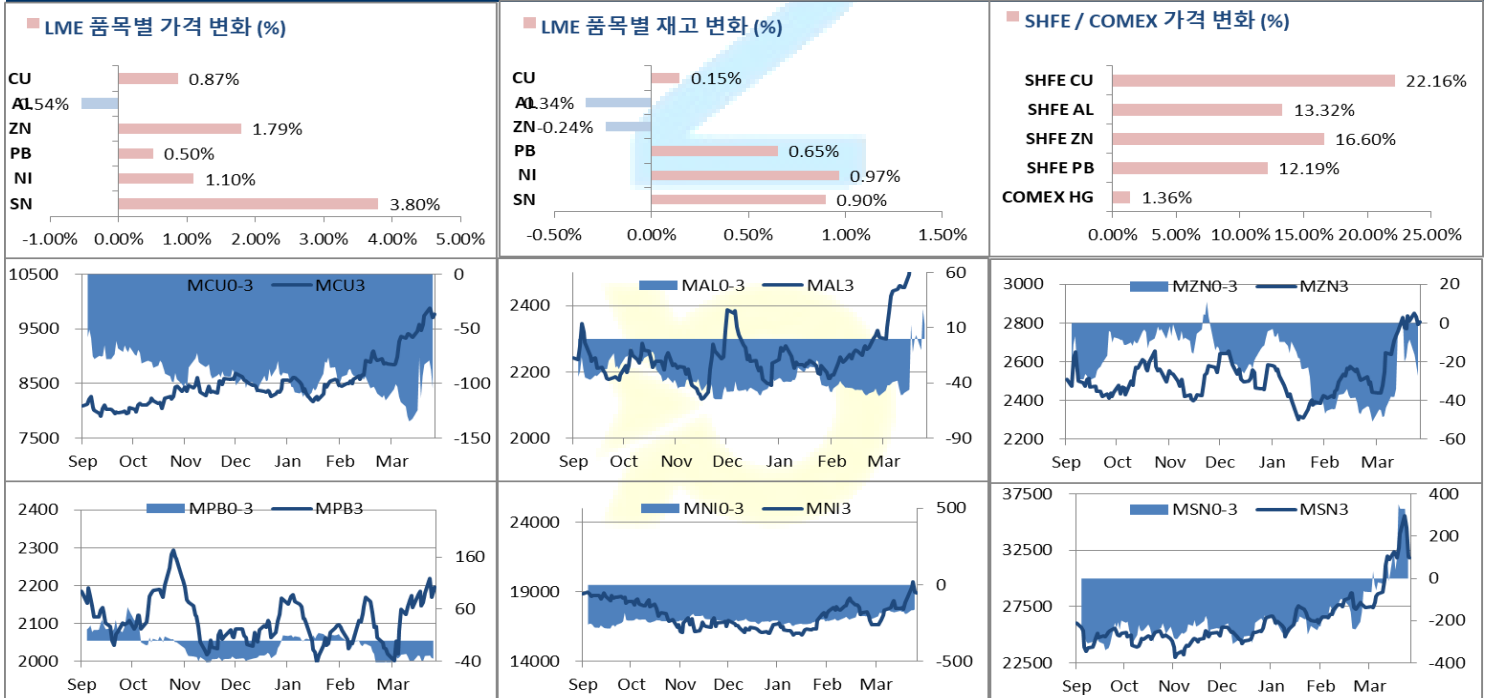 LME 품목별 가격 변화 (%)
CU 0.87%
AL 0.54%
ZN 1.79%
PB 0.50%
NI 1.10%
SN 3.80%
-1.00% 0.00% 1.00% 2.00% 3.00% 4.00% 5.00%
LME 품목별 재고 변화 (%)
CU 0.15%
AL 0.34%
ZN -0.24%
PB 0.65%
NI 0.97%
SN 0.90%
-0.50% 0.00% 0.50% 1.00% 1.50%
SHFE / COMEX 가격 변화 (%)
SHFE CU 22.16%
SHFE AL 13.32%
SHFE ZN 16.60%
SHFE PB 12.19%
COMEX HG 1.36%
0.00% 5.00% 10.00% 15.00% 20.00% 25.00%
MCU0-3 MCU3
10500 0
9500 -50
8500 -100
7500 -150
Sep Oct Nov Dec Jan Feb Mar
MAL0-3 MAL3
60
2400 10
2200 -40
2000 -90
Sep Oct Nov Dec Jan Feb Mar
MZN0-3 MZN3
3000 20
2800 0
2600 -20
2400 -40
2200 -60
Sep Oct Nov Dec Jan Feb Mar
MPB0-3 MPB3
2400
2300 160
2200
2100 60
2000 -40
Sep Oct Nov Dec Jan Feb Mar
MNI0-3 MNI3
24000 500
19000 0
14000 -500
Sep Oct Nov Dec Jan Feb Mar
MSN0-3 MSN3
37500 400
32500 200
0
27500 -200
22500 -400
Sep Oct Nov Dec Jan Feb Mar